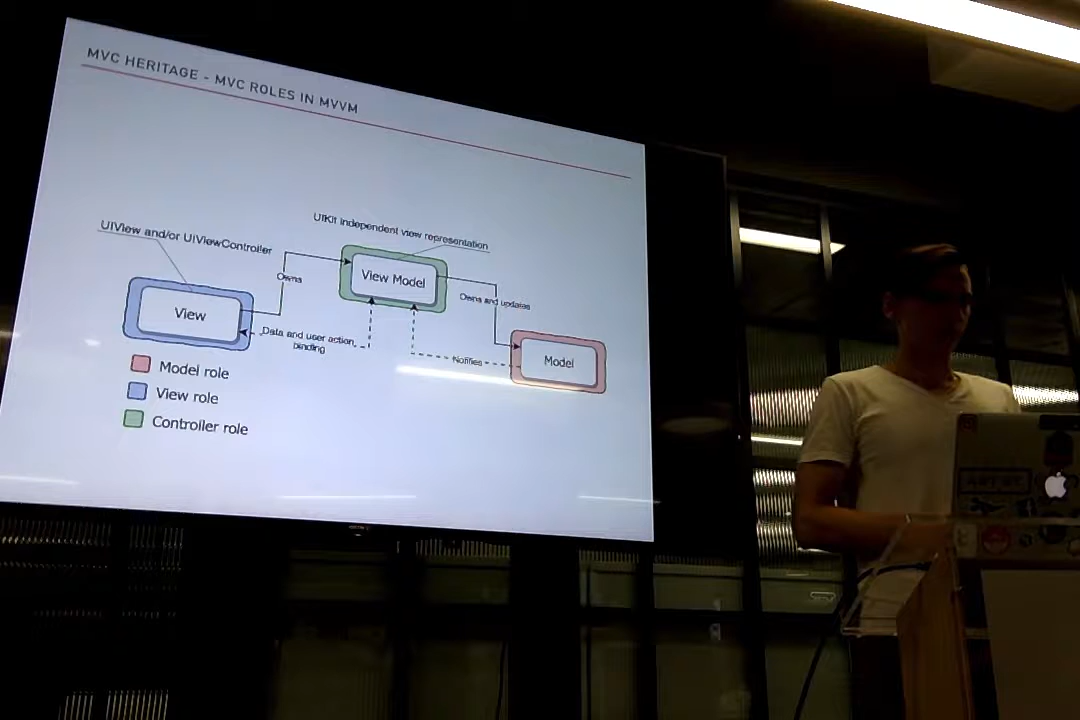 MVC HERITAGE - MVC ROLES IN MVVM
UIKit independent view representation
UIView and/or UIViewController
Owns
View Model
Owns and updates
View
Data and user action
binding
Notifies
Model
Model role
View role
Controller role